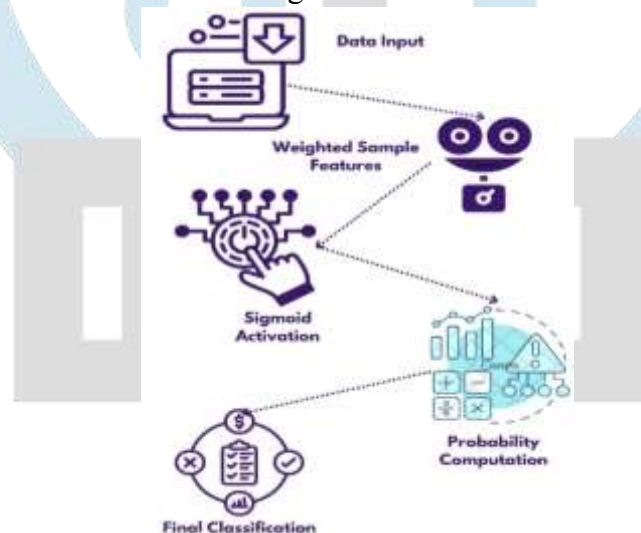 Data Input
Weighted Sample
Features
Sigmoid
Activation
Probability
Computation
Final Classification